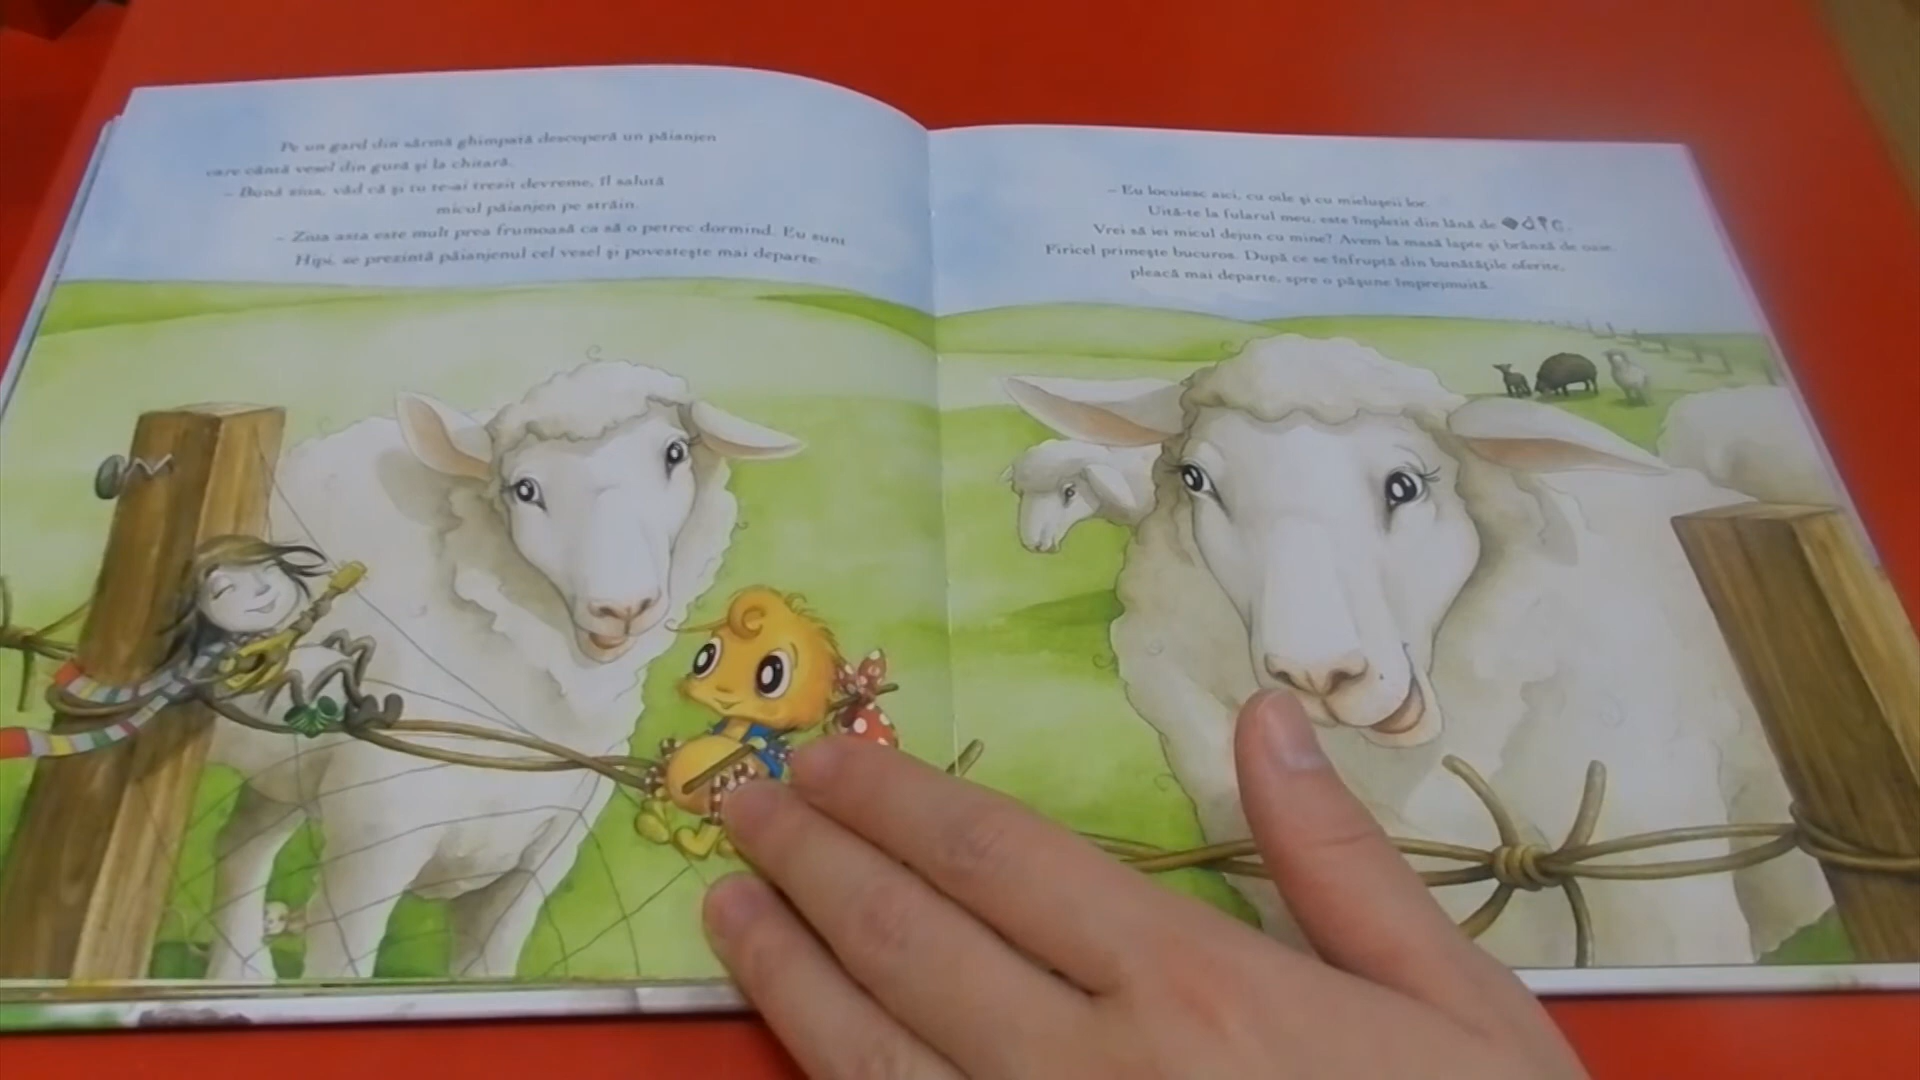 Pe un gard din sârmă ghimpată descoperă un păianjen
care cântă vesel din gură și la chitară.
– Bună ziua, văd că și tu te-ai trezit devreme, îl salută
micul păianjen pe străin.
– Ziua asta este mult prea frumoasă ca să o petrec dormind. Eu sunt
Hipi, se prezintă păianjenul cel vesel și povestește mai departe:
– Eu locuiesc aici, cu oile și cu mielușeii lor.
Uită-te la fularul meu, este împletit din lână de
Vrei să iei micul dejun cu mine? Avem la masă lapte și brânză de oaie.
Firicel primește bucuros. După ce se înfruptă din bunătățile oferite,
pleacă mai departe, spre o pășune împrejmuită.